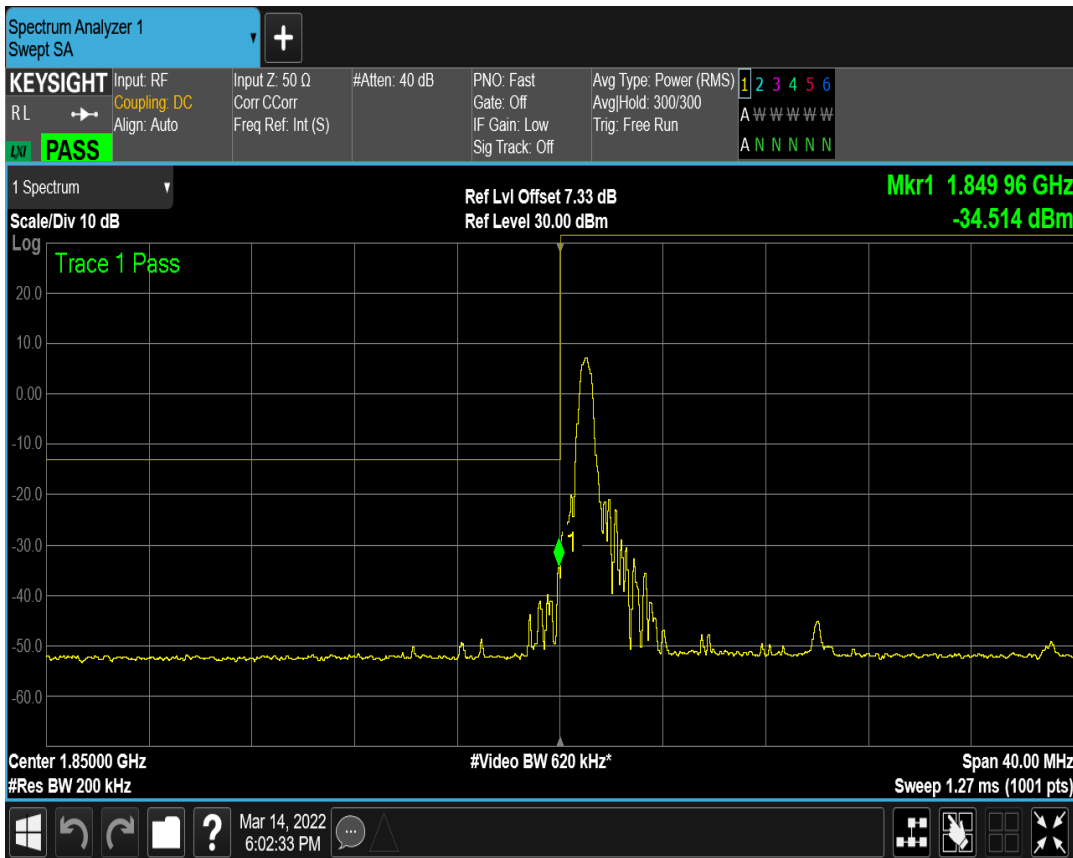 Spectrum Analyzer 1
Swept SA
KEYSIGHT
R L
LXI PASS
Input: RF
Coupling: DC
Align: Auto
Input Z: 50 Ω
Corr CCorr
Freq Ref: Int (S)
#Atten: 40 dB
PNO: Fast
Gate: Off
IF Gain: Low
Sig Track: Off
Avg Type: Power (RMS)
Avg|Hold: 300/300
Trig: Free Run
1 2 3 4 5 6
A W W W W W
A N N N N N
1 Spectrum
Scale/Div 10 dB
Ref Lvl Offset 7.33 dB
Ref Level 30.00 dBm
Mkr1 1.849 96 GHz
-34.514 dBm
Log
Trace 1 Pass
20.0
10.0
0.00
-10.0
-20.0
-30.0
-40.0
-50.0
-60.0
1
Center 1.85000 GHz
#Res BW 200 kHz
#Video BW 620 kHz*
Span 40.00 MHz
Sweep 1.27 ms (1001 pts)
?
Mar 14, 2022
6:02:33 PM